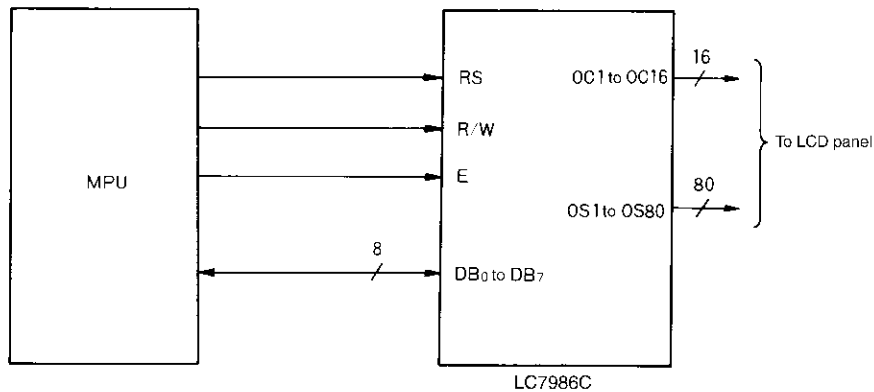 MPU
RS
R/W
E
8
DB₀ to DB₇
OC1 to OC16
16
OS1 to OS80
80
To LCD panel
LC7986C